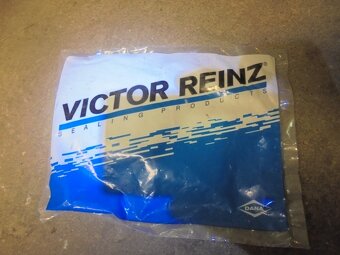 VICTOR REINZ®
SEALING PRODUCTS
DANA